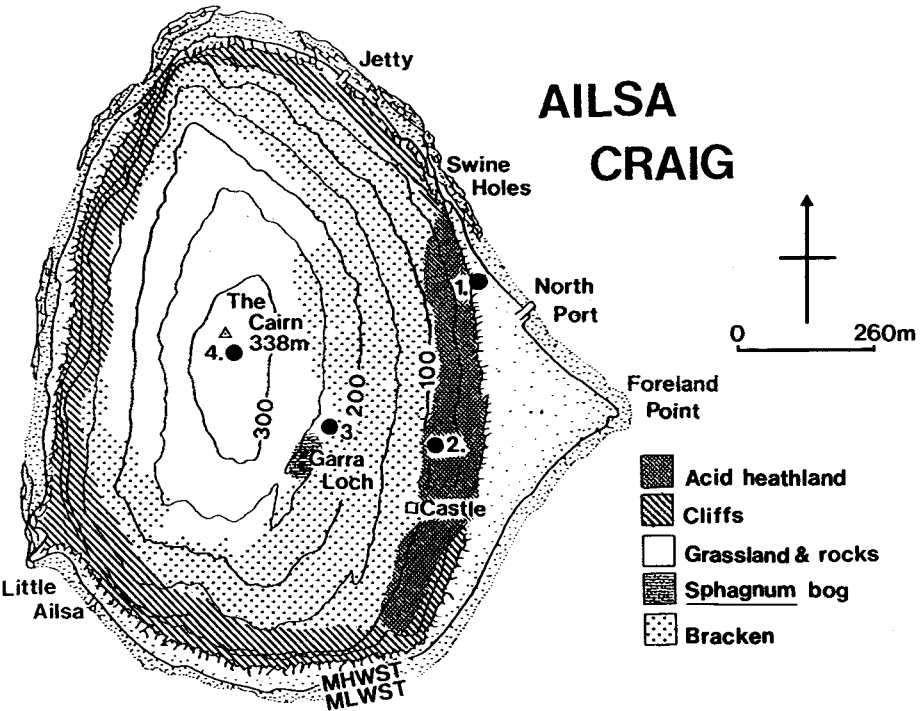 Jetty
AILSA
CRAIG
Swine
Holes
1.
North
Port
The
Cairn
338m
4.
0 260m
100
200
300
Foreland
Point
3.
2.
Garra
Loch
Castle
Acid heathland
Cliffs
Grassland & rocks
Sphagnum bog
Bracken
Little
Ailsa
MHWST
MLWST